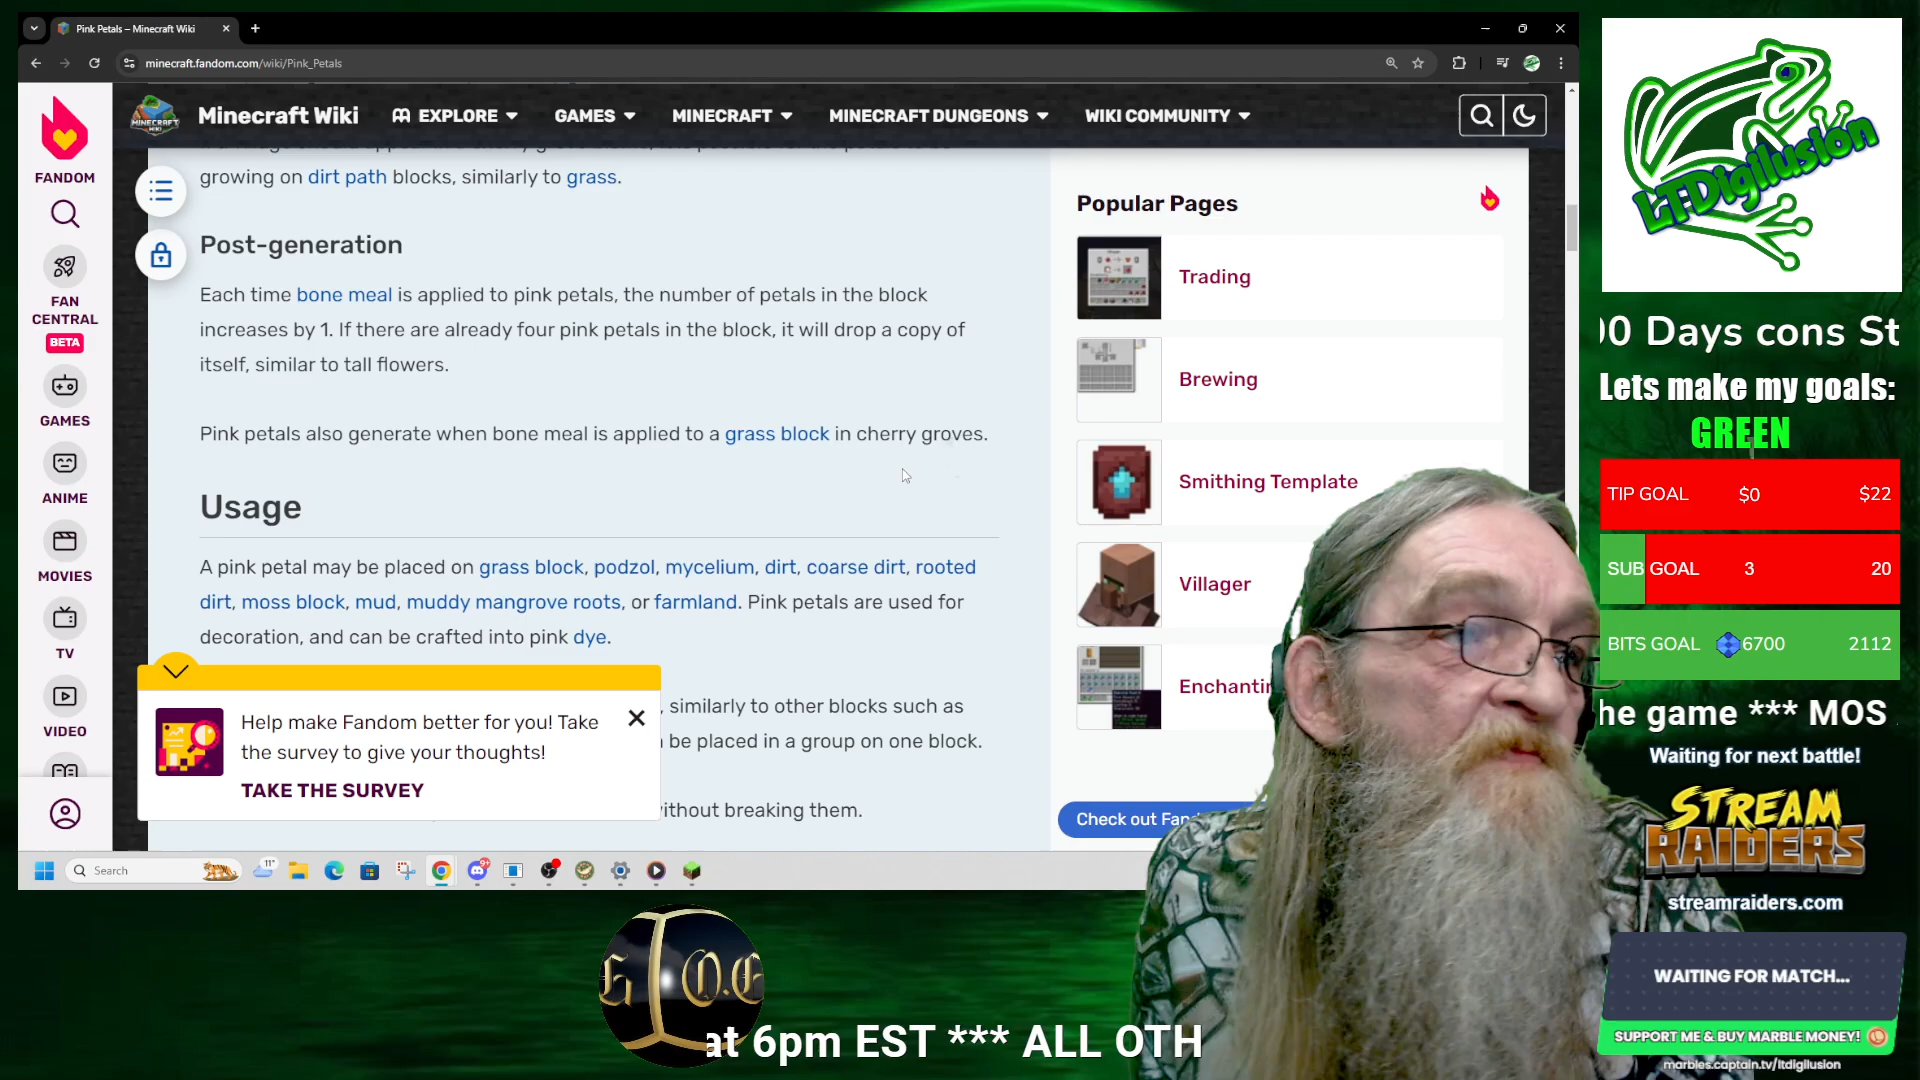 Pink Petals – Minecraft Wiki
minecraft.fandom.com/wiki/Pink_Petals
FANDOM
FAN
CENTRAL
BETA
GAMES
ANIME
MOVIES
TV
VIDEO
MINECRAFT
WIKI
Minecraft Wiki
EXPLORE
GAMES
MINECRAFT
MINECRAFT DUNGEONS
WIKI COMMUNITY
growing on dirt path blocks, similarly to grass.
Post-generation
Each time bone meal is applied to pink petals, the number of petals in the block
increases by 1. If there are already four pink petals in the block, it will drop a copy of
itself, similar to tall flowers.
Pink petals also generate when bone meal is applied to a grass block in cherry groves.
Usage
A pink petal may be placed on grass block, podzol, mycelium, dirt, coarse dirt, rooted
dirt, moss block, mud, muddy mangrove roots, or farmland. Pink petals are used for
decoration, and can be crafted into pink dye.
, similarly to other blocks such as
be placed in a group on one block.
without breaking them.
Help make Fandom better for you! Take
the survey to give your thoughts!
TAKE THE SURVEY
Popular Pages
Trading
Brewing
Smithing Template
Villager
Enchantin
Check out Fan
Search
11°
9+
LTDigilusion
00 Days cons St
Lets make my goals:
GREEN
TIP GOAL $0 $22
SUB GOAL 3 20
BITS GOAL 6700 2112
he game *** MOS
Waiting for next battle!
STREAM
RAIDERS
streamraiders.com
WAITING FOR MATCH...
SUPPORT ME & BUY MARBLE MONEY!
marbles.captain.tv/ltdigilusion
at 6pm EST *** ALL OTH